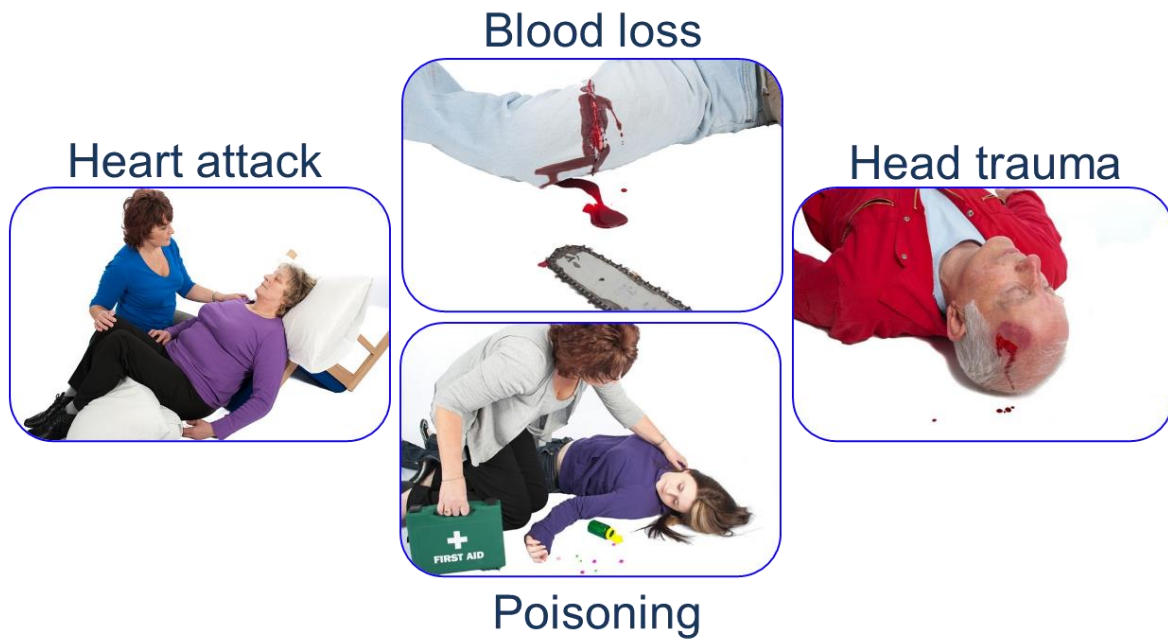 Blood loss
Heart attack
Head trauma
FIRST AID
Poisoning